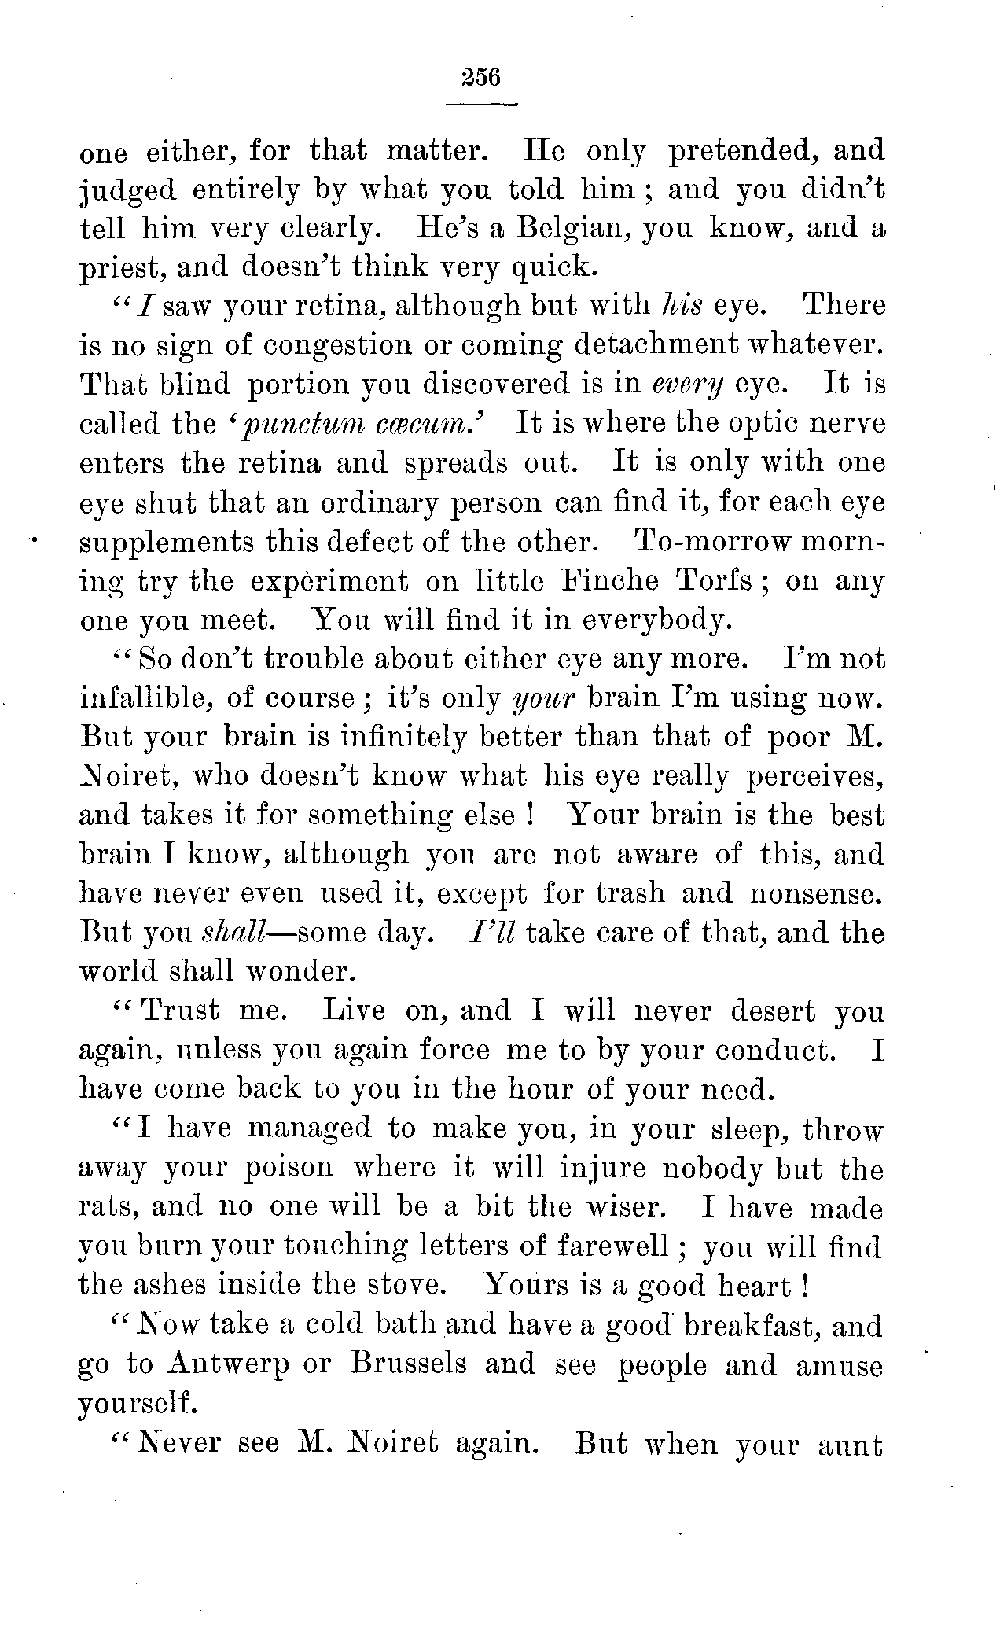 256
one either, for that matter. He only pretended, and
judged entirely by what you told him ; and you didn't
tell him very clearly. He's a Belgian, you know, and a
priest, and doesn't think very quick.
“I saw your retina, although but with his eye. There
is no sign of congestion or coming detachment whatever.
That blind portion you discovered is in every eye. It is
called the ‘punctum cœcum.’ It is where the optic nerve
enters the retina and spreads out. It is only with one
eye shut that an ordinary person can find it, for each eye
supplements this defect of the other. To-morrow morn-
ing try the experiment on little Finche Torfs ; on any
one you meet. You will find it in everybody.
“So don't trouble about either eye any more. I'm not
infallible, of course ; it's only your brain I'm using now.
But your brain is infinitely better than that of poor M.
Noiret, who doesn't know what his eye really perceives,
and takes it for something else ! Your brain is the best
brain I know, although you are not aware of this, and
have never even used it, except for trash and nonsense.
But you shall—some day. I'll take care of that, and the
world shall wonder.
“Trust me. Live on, and I will never desert you
again, unless you again force me to by your conduct. I
have come back to you in the hour of your need.
“I have managed to make you, in your sleep, throw
away your poison where it will injure nobody but the
rats, and no one will be a bit the wiser. I have made
you burn your touching letters of farewell ; you will find
the ashes inside the stove. Yours is a good heart !
“Now take a cold bath and have a good breakfast, and
go to Antwerp or Brussels and see people and amuse
yourself.
“Never see M. Noiret again. But when your aunt